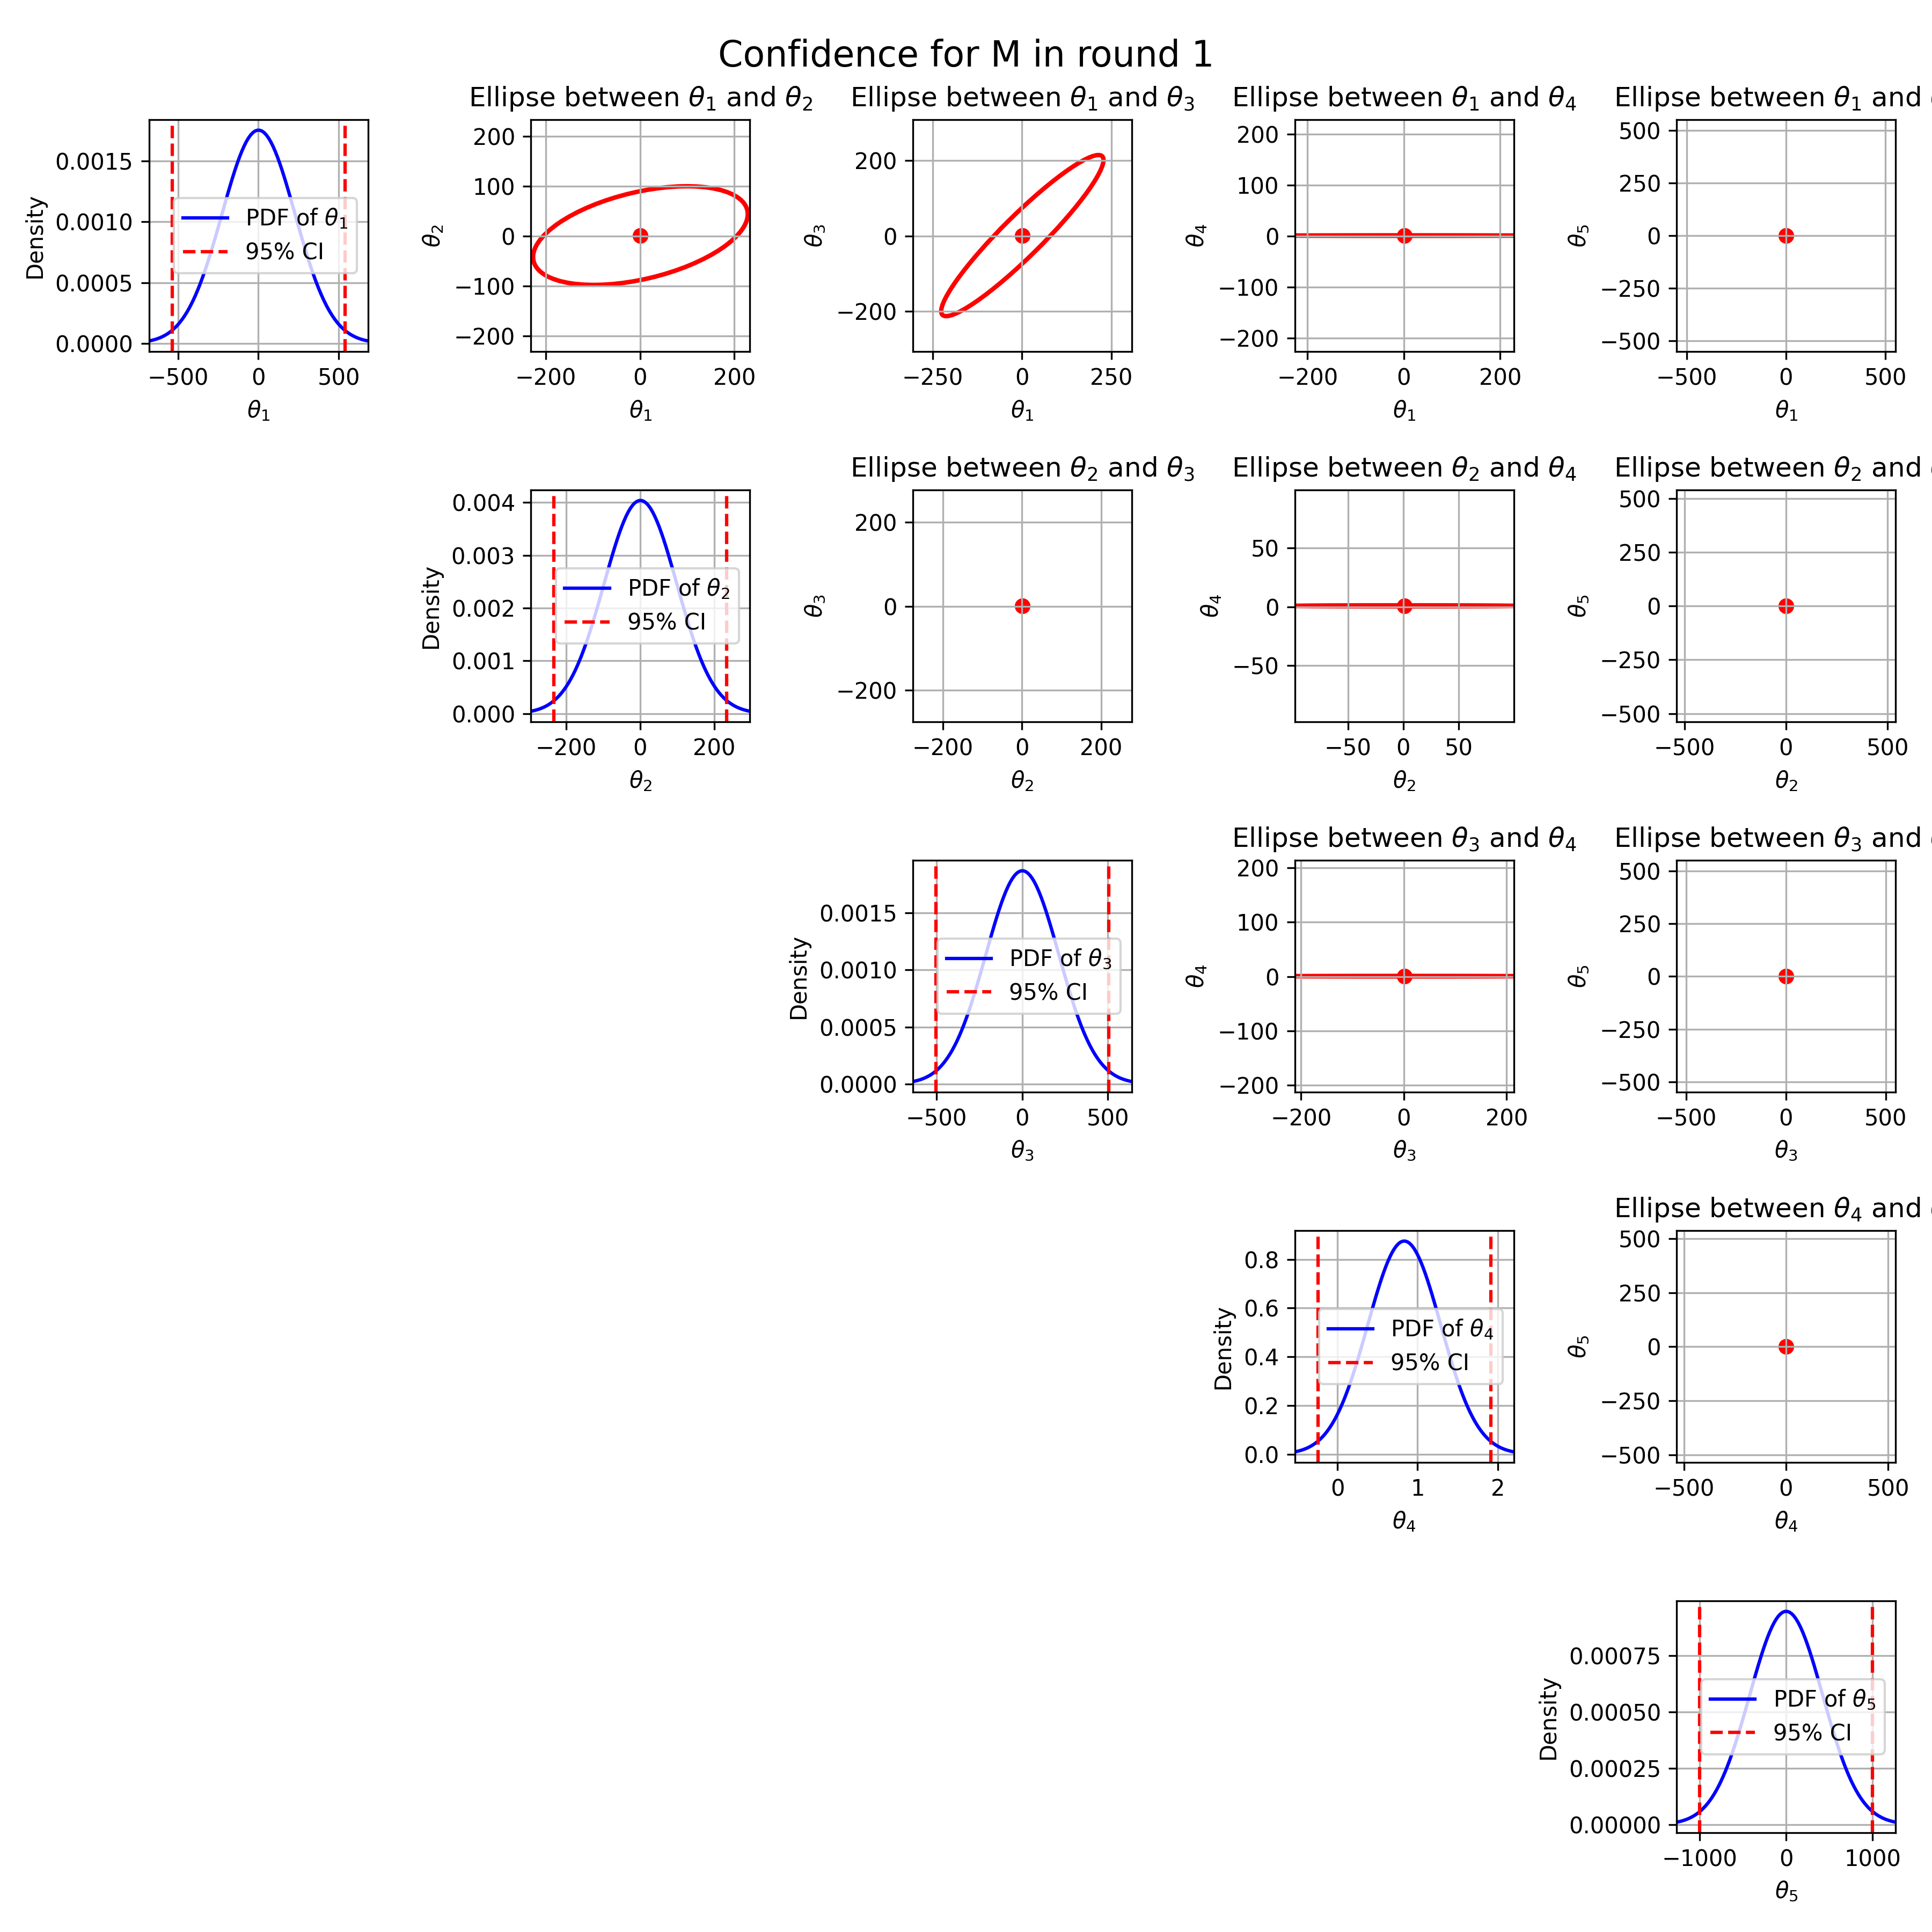 Confidence for M in round 1
Ellipse between θ1 and θ2
Ellipse between θ1 and θ3
Ellipse between θ1 and θ4
Ellipse between θ1 and
Density
0.0015
0.0010
0.0005
0.0000
PDF of θ1
95% CI
−500 0 500
θ1
θ2
200
100
0
−100
−200
−200 0 200
θ1
θ3
200
0
−200
−250 0 250
θ1
θ4
200
100
0
−100
−200
−200 0 200
θ1
θ5
500
250
0
−250
−500
−500 0 500
θ1
Ellipse between θ2 and θ3
Ellipse between θ2 and θ4
Ellipse between θ2 and
Density
0.004
0.003
0.002
0.001
0.000
PDF of θ2
95% CI
−200 0 200
θ2
θ3
200
0
−200
−200 0 200
θ2
θ4
50
0
−50
−50 0 50
θ2
θ5
500
250
0
−250
−500
−500 0 500
θ2
Ellipse between θ3 and θ4
Ellipse between θ3 and
Density
0.0015
0.0010
0.0005
0.0000
PDF of θ3
95% CI
−500 0 500
θ3
θ4
200
100
0
−100
−200
−200 0 200
θ3
θ5
500
250
0
−250
−500
−500 0 500
θ3
Ellipse between θ4 and
Density
0.8
0.6
0.4
0.2
0.0
PDF of θ4
95% CI
0 1 2
θ4
θ5
500
250
0
−250
−500
−500 0 500
θ4
Density
0.00075
0.00050
0.00025
0.00000
PDF of θ5
95% CI
−1000 0 1000
θ5